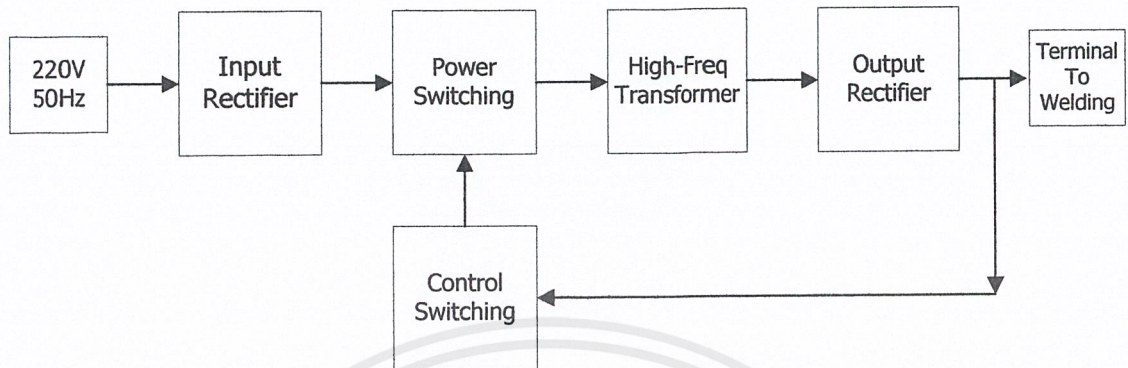 220V
50Hz
Input
Rectifier
Power
Switching
High-Freq
Transformer
Output
Rectifier
Terminal
To
Welding
Control
Switching